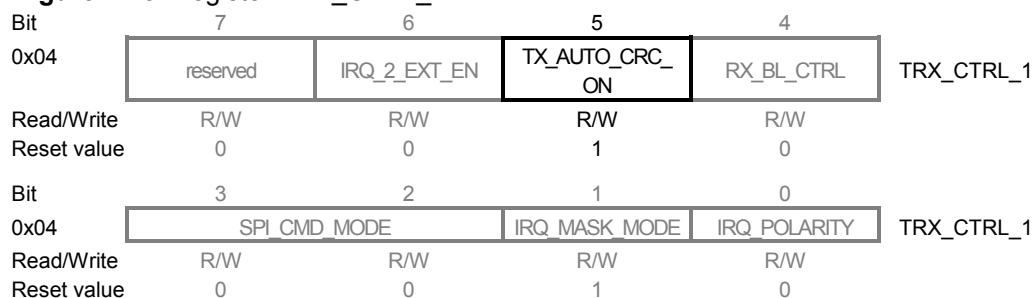 Bit 7 6 5 4
0x04 reserved IRQ_2_EXT_EN TX_AUTO_CRC_ON RX_BL_CTRL TRX_CTRL_1
Read/Write R/W R/W R/W R/W
Reset value 0 0 1 0
Bit 3 2 1 0
0x04 SPI_CMD_MODE IRQ_MASK_MODE IRQ_POLARITY TRX_CTRL_1
Read/Write R/W R/W R/W R/W
Reset value 0 0 1 0